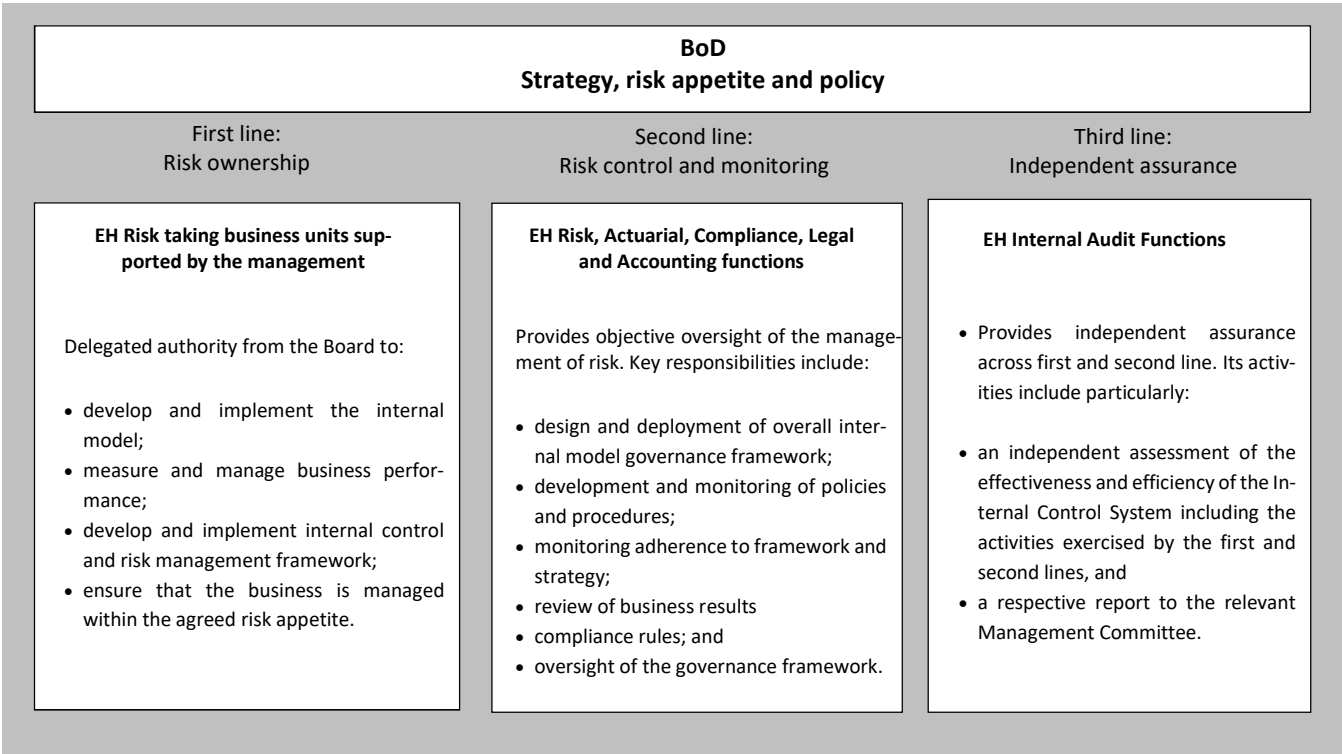 BoD
Strategy, risk appetite and policy
First line:
Risk ownership
Second line:
Risk control and monitoring
Third line:
Independent assurance
EH Risk taking business units sup-
ported by the management
Delegated authority from the Board to:
• develop and implement the internal
model;
• measure and manage business perfor-
mance;
• develop and implement internal control
and risk management framework;
• ensure that the business is managed
within the agreed risk appetite.
EH Risk, Actuarial, Compliance, Legal
and Accounting functions
Provides objective oversight of the manage-
ment of risk. Key responsibilities include:
• design and deployment of overall inter-
nal model governance framework;
• development and monitoring of policies
and procedures;
• monitoring adherence to framework and
strategy;
• review of business results
• compliance rules; and
• oversight of the governance framework.
EH Internal Audit Functions
• Provides independent assurance
across first and second line. Its activ-
ities include particularly:
• an independent assessment of the
effectiveness and efficiency of the In-
ternal Control System including the
activities exercised by the first and
second lines, and
• a respective report to the relevant
Management Committee.